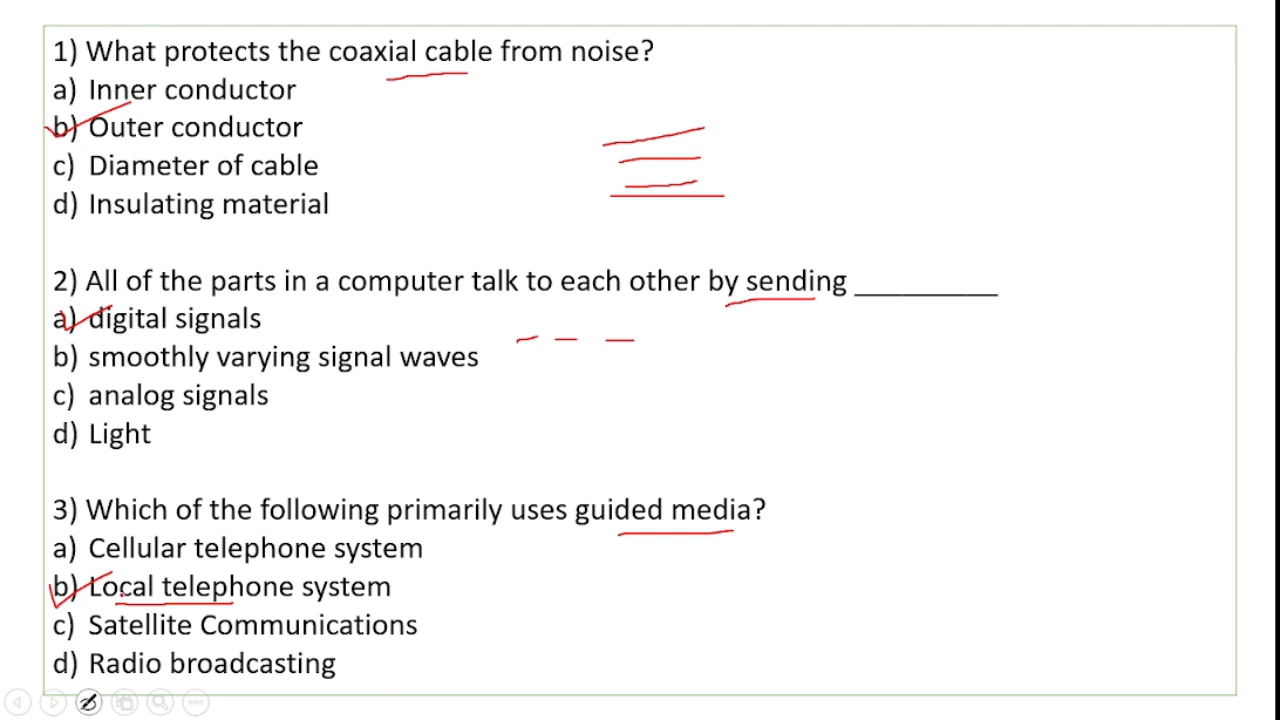 1) What protects the coaxial cable from noise?
a) Inner conductor
b) Outer conductor
c) Diameter of cable
d) Insulating material
2) All of the parts in a computer talk to each other by sending __________
a) digital signals
b) smoothly varying signal waves
c) analog signals
d) Light
3) Which of the following primarily uses guided media?
a) Cellular telephone system
b) Local telephone system
c) Satellite Communications
d) Radio broadcasting